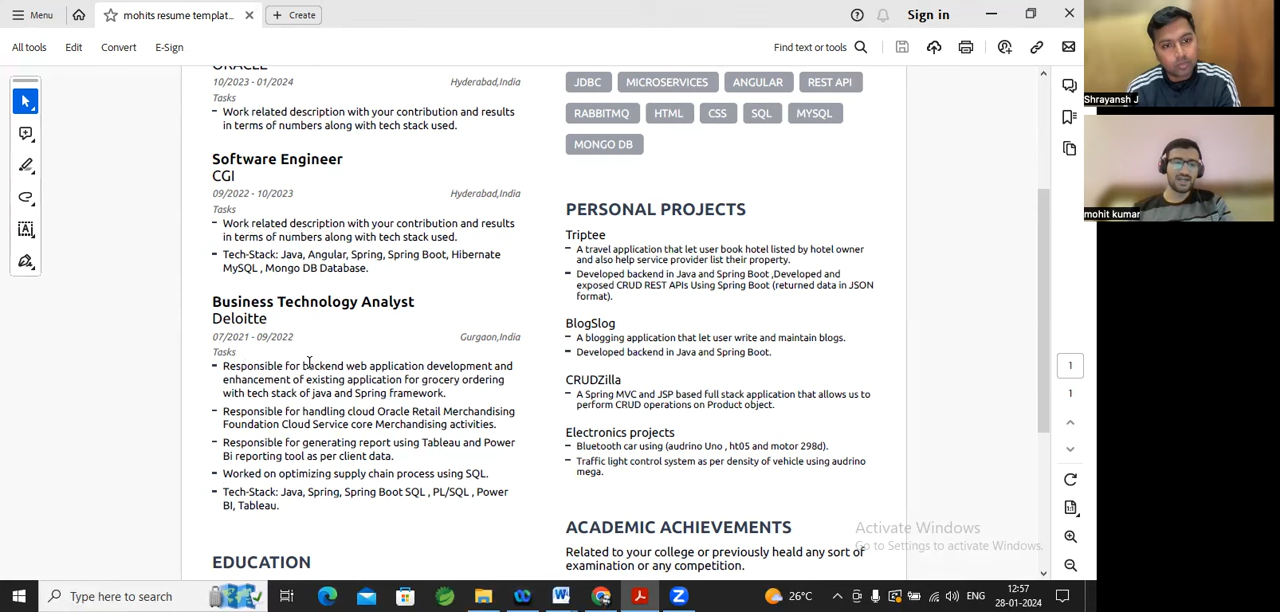 Menu
mohits resume templat...
Create
Sign in
All tools
Edit
Convert
E-Sign
Find text or tools
ORACLE
10/2023 - 01/2024
Hyderabad,India
Tasks
Work related description with your contribution and results
in terms of numbers along with tech stack used.
Software Engineer
CGI
09/2022 - 10/2023
Hyderabad,India
Tasks
Work related description with your contribution and results
in terms of numbers along with tech stack used.
Tech-Stack: Java, Angular, Spring, Spring Boot, Hibernate
MySQL , Mongo DB Database.
Business Technology Analyst
Deloitte
07/2021 - 09/2022
Gurgaon,India
Tasks
Responsible for backend web application development and
enhancement of existing application for grocery ordering
with tech stack of java and Spring framework.
Responsible for handling cloud Oracle Retail Merchandising
Foundation Cloud Service core Merchandising activities.
Responsible for generating report using Tableau and Power
Bi reporting tool as per client data.
Worked on optimizing supply chain process using SQL.
Tech-Stack: Java, Spring, Spring Boot SQL , PL/SQL , Power
BI, Tableau.
EDUCATION
JDBC
MICROSERVICES
ANGULAR
REST API
RABBITMQ
HTML
CSS
SQL
MYSQL
MONGO DB
PERSONAL PROJECTS
Triptee
A travel application that let user book hotel listed by hotel owner
and also help service provider list their property.
Developed backend in Java and Spring Boot ,Developed and
exposed CRUD REST APIs Using Spring Boot (returned data in JSON
format).
BlogSlog
A blogging application that let user write and maintain blogs.
Developed backend in Java and Spring Boot.
CRUDZilla
A Spring MVC and JSP based full stack application that allows us to
perform CRUD operations on Product object.
Electronics projects
Bluetooth car using (audrino Uno , ht05 and motor 298d).
Traffic light control system as per density of vehicle using audrino
mega.
ACADEMIC ACHIEVEMENTS
Related to your college or previously heald any sort of
examination or any competition.
Activate Windows
Go to Settings to activate Windows.
1
1
Shrayansh J
mohit kumar
Type here to search
26°C
ENG
12:57
28-01-2024